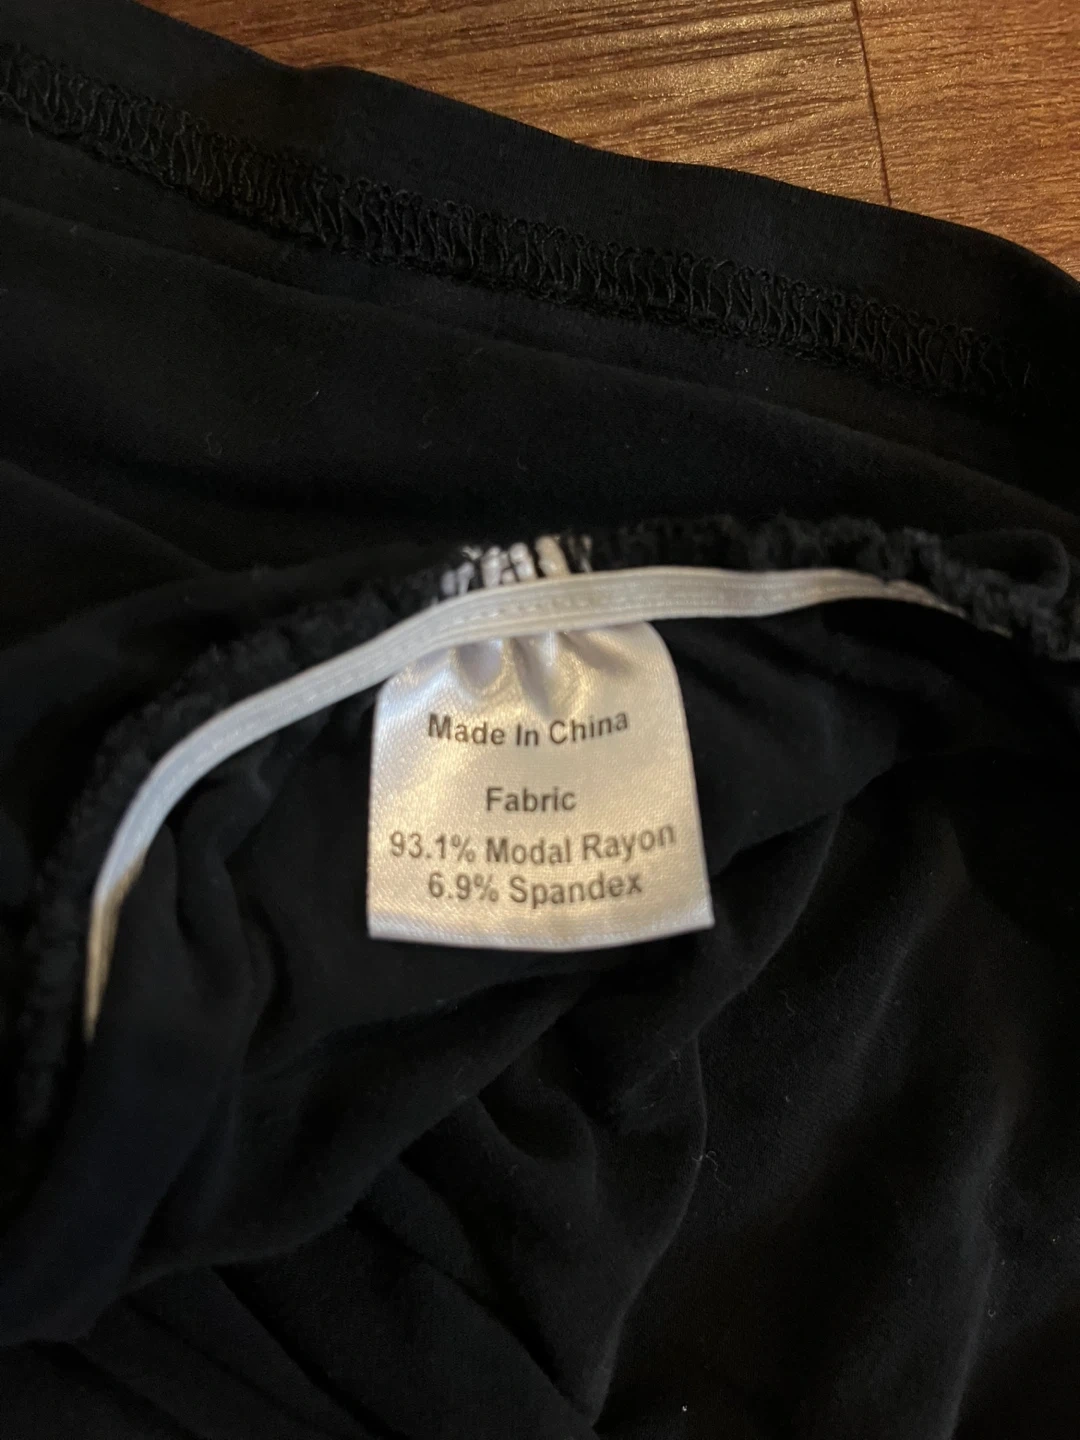 Made In China
Fabric
93.1% Modal Rayon
6.9% Spandex